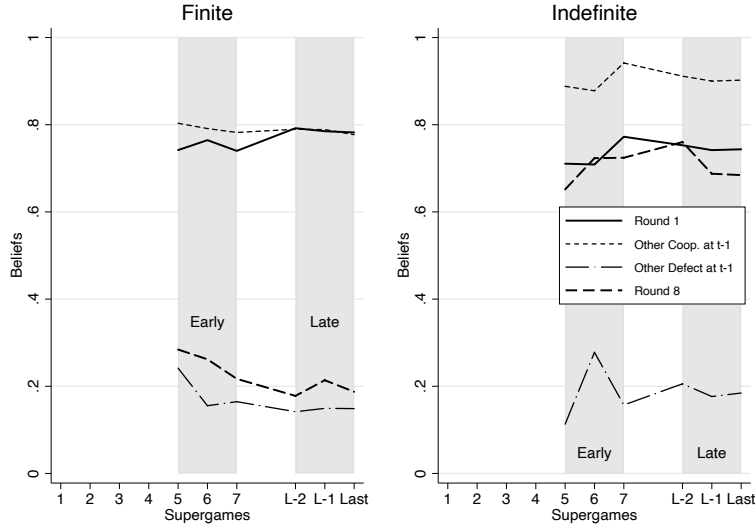 Finite
Beliefs
1
.8
.6
.4
.2
0
Early
Late
1 2 3 4 5 6 7 L-2 L-1 Last
Supergames
Indefinite
Beliefs
1
.8
.6
.4
.2
0
Round 1
Other Coop. at t-1
Other Defect at t-1
Round 8
Early
Late
1 2 3 4 5 6 7 L-2 L-1 Last
Supergames